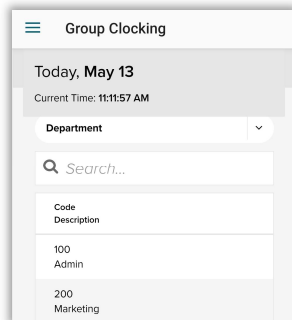 Group Clocking
Today, May 13
Current Time: 11:11:57 AM
Department
Search...
Code
Description
100
Admin
200
Marketing